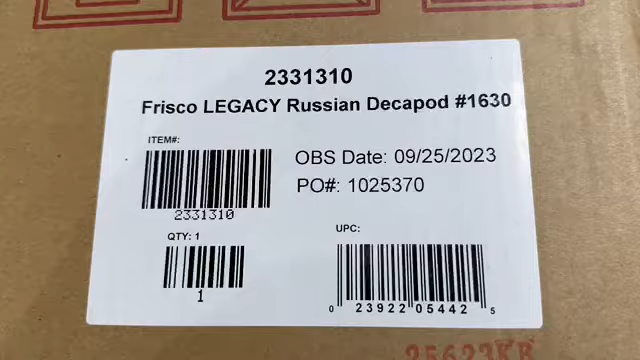 2331310
Frisco LEGACY Russian Decapod #1630
ITEM#:
2331310
OBS Date: 09/25/2023
PO#: 1025370
QTY: 1
1
UPC:
0 23922 05442 5